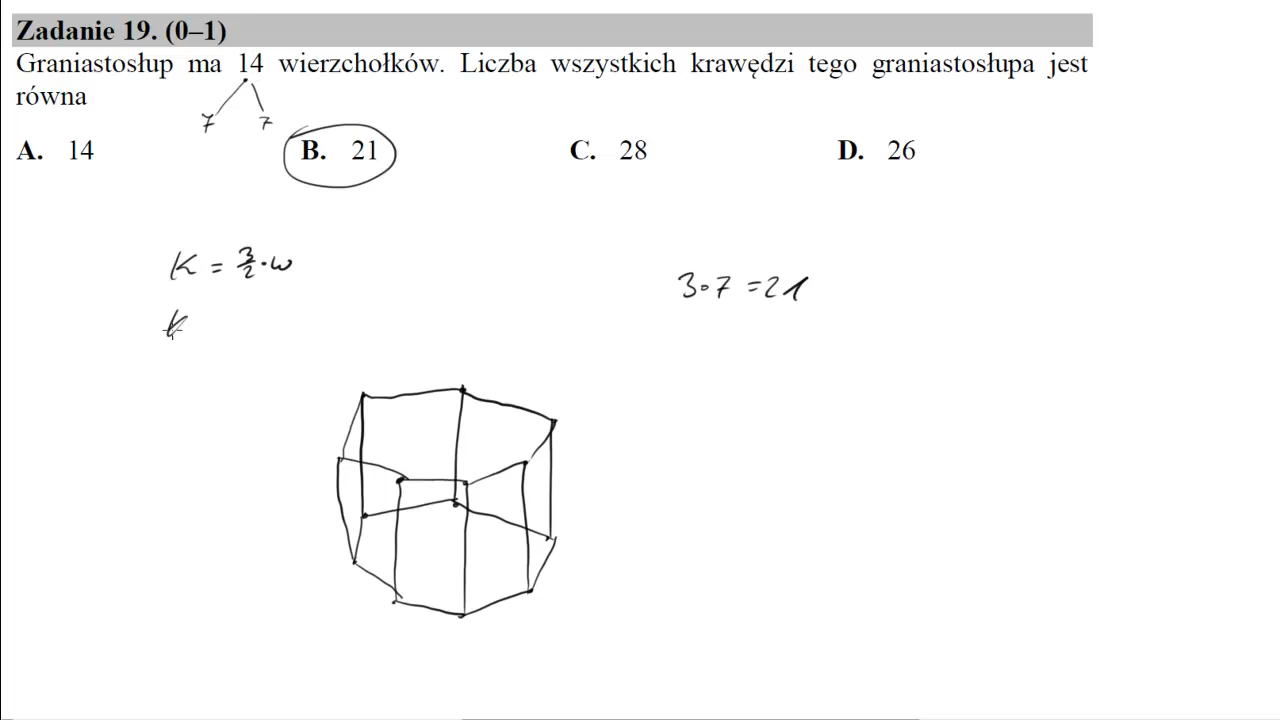 Zadanie 19. (0–1)
Graniastosłup ma 14 wierzchołków. Liczba wszystkich krawędzi tego graniastosłupa jest
równa
7 7
A. 14 B. 21 C. 28 D. 26
K = 3/2 · w
3·7 = 21
K